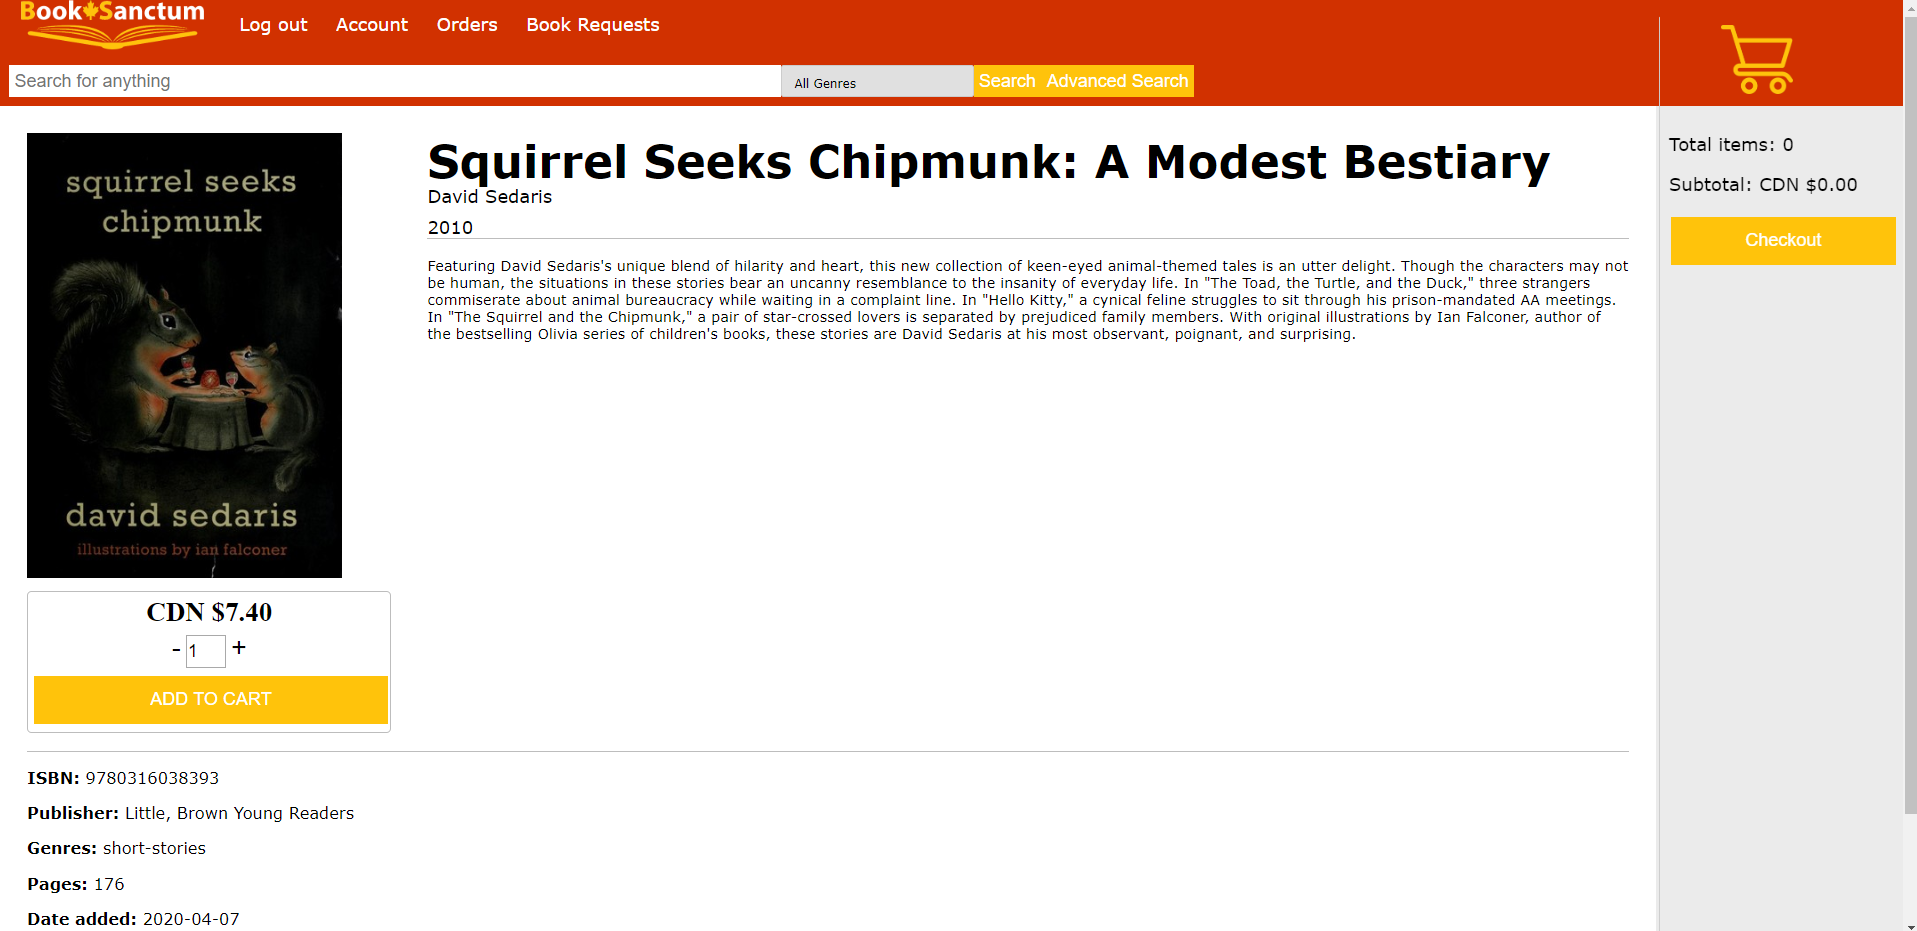 Book Sanctum
Log out Account Orders Book Requests
Search for anything All Genres Search Advanced Search
squirrel seeks
chipmunk
david sedaris
illustrations by ian falconer
Squirrel Seeks Chipmunk: A Modest Bestiary
David Sedaris
2010
Featuring David Sedaris's unique blend of hilarity and heart, this new collection of keen-eyed animal-themed tales is an utter delight. Though the characters may not
be human, the situations in these stories bear an uncanny resemblance to the insanity of everyday life. In "The Toad, the Turtle, and the Duck," three strangers
commiserate about animal bureaucracy while waiting in a complaint line. In "Hello Kitty," a cynical feline struggles to sit through his prison-mandated AA meetings.
In "The Squirrel and the Chipmunk," a pair of star-crossed lovers is separated by prejudiced family members. With original illustrations by Ian Falconer, author of
the bestselling Olivia series of children's books, these stories are David Sedaris at his most observant, poignant, and surprising.
Total items: 0
Subtotal: CDN $0.00
Checkout
CDN $7.40
- 1 +
ADD TO CART
ISBN: 9780316038393
Publisher: Little, Brown Young Readers
Genres: short-stories
Pages: 176
Date added: 2020-04-07